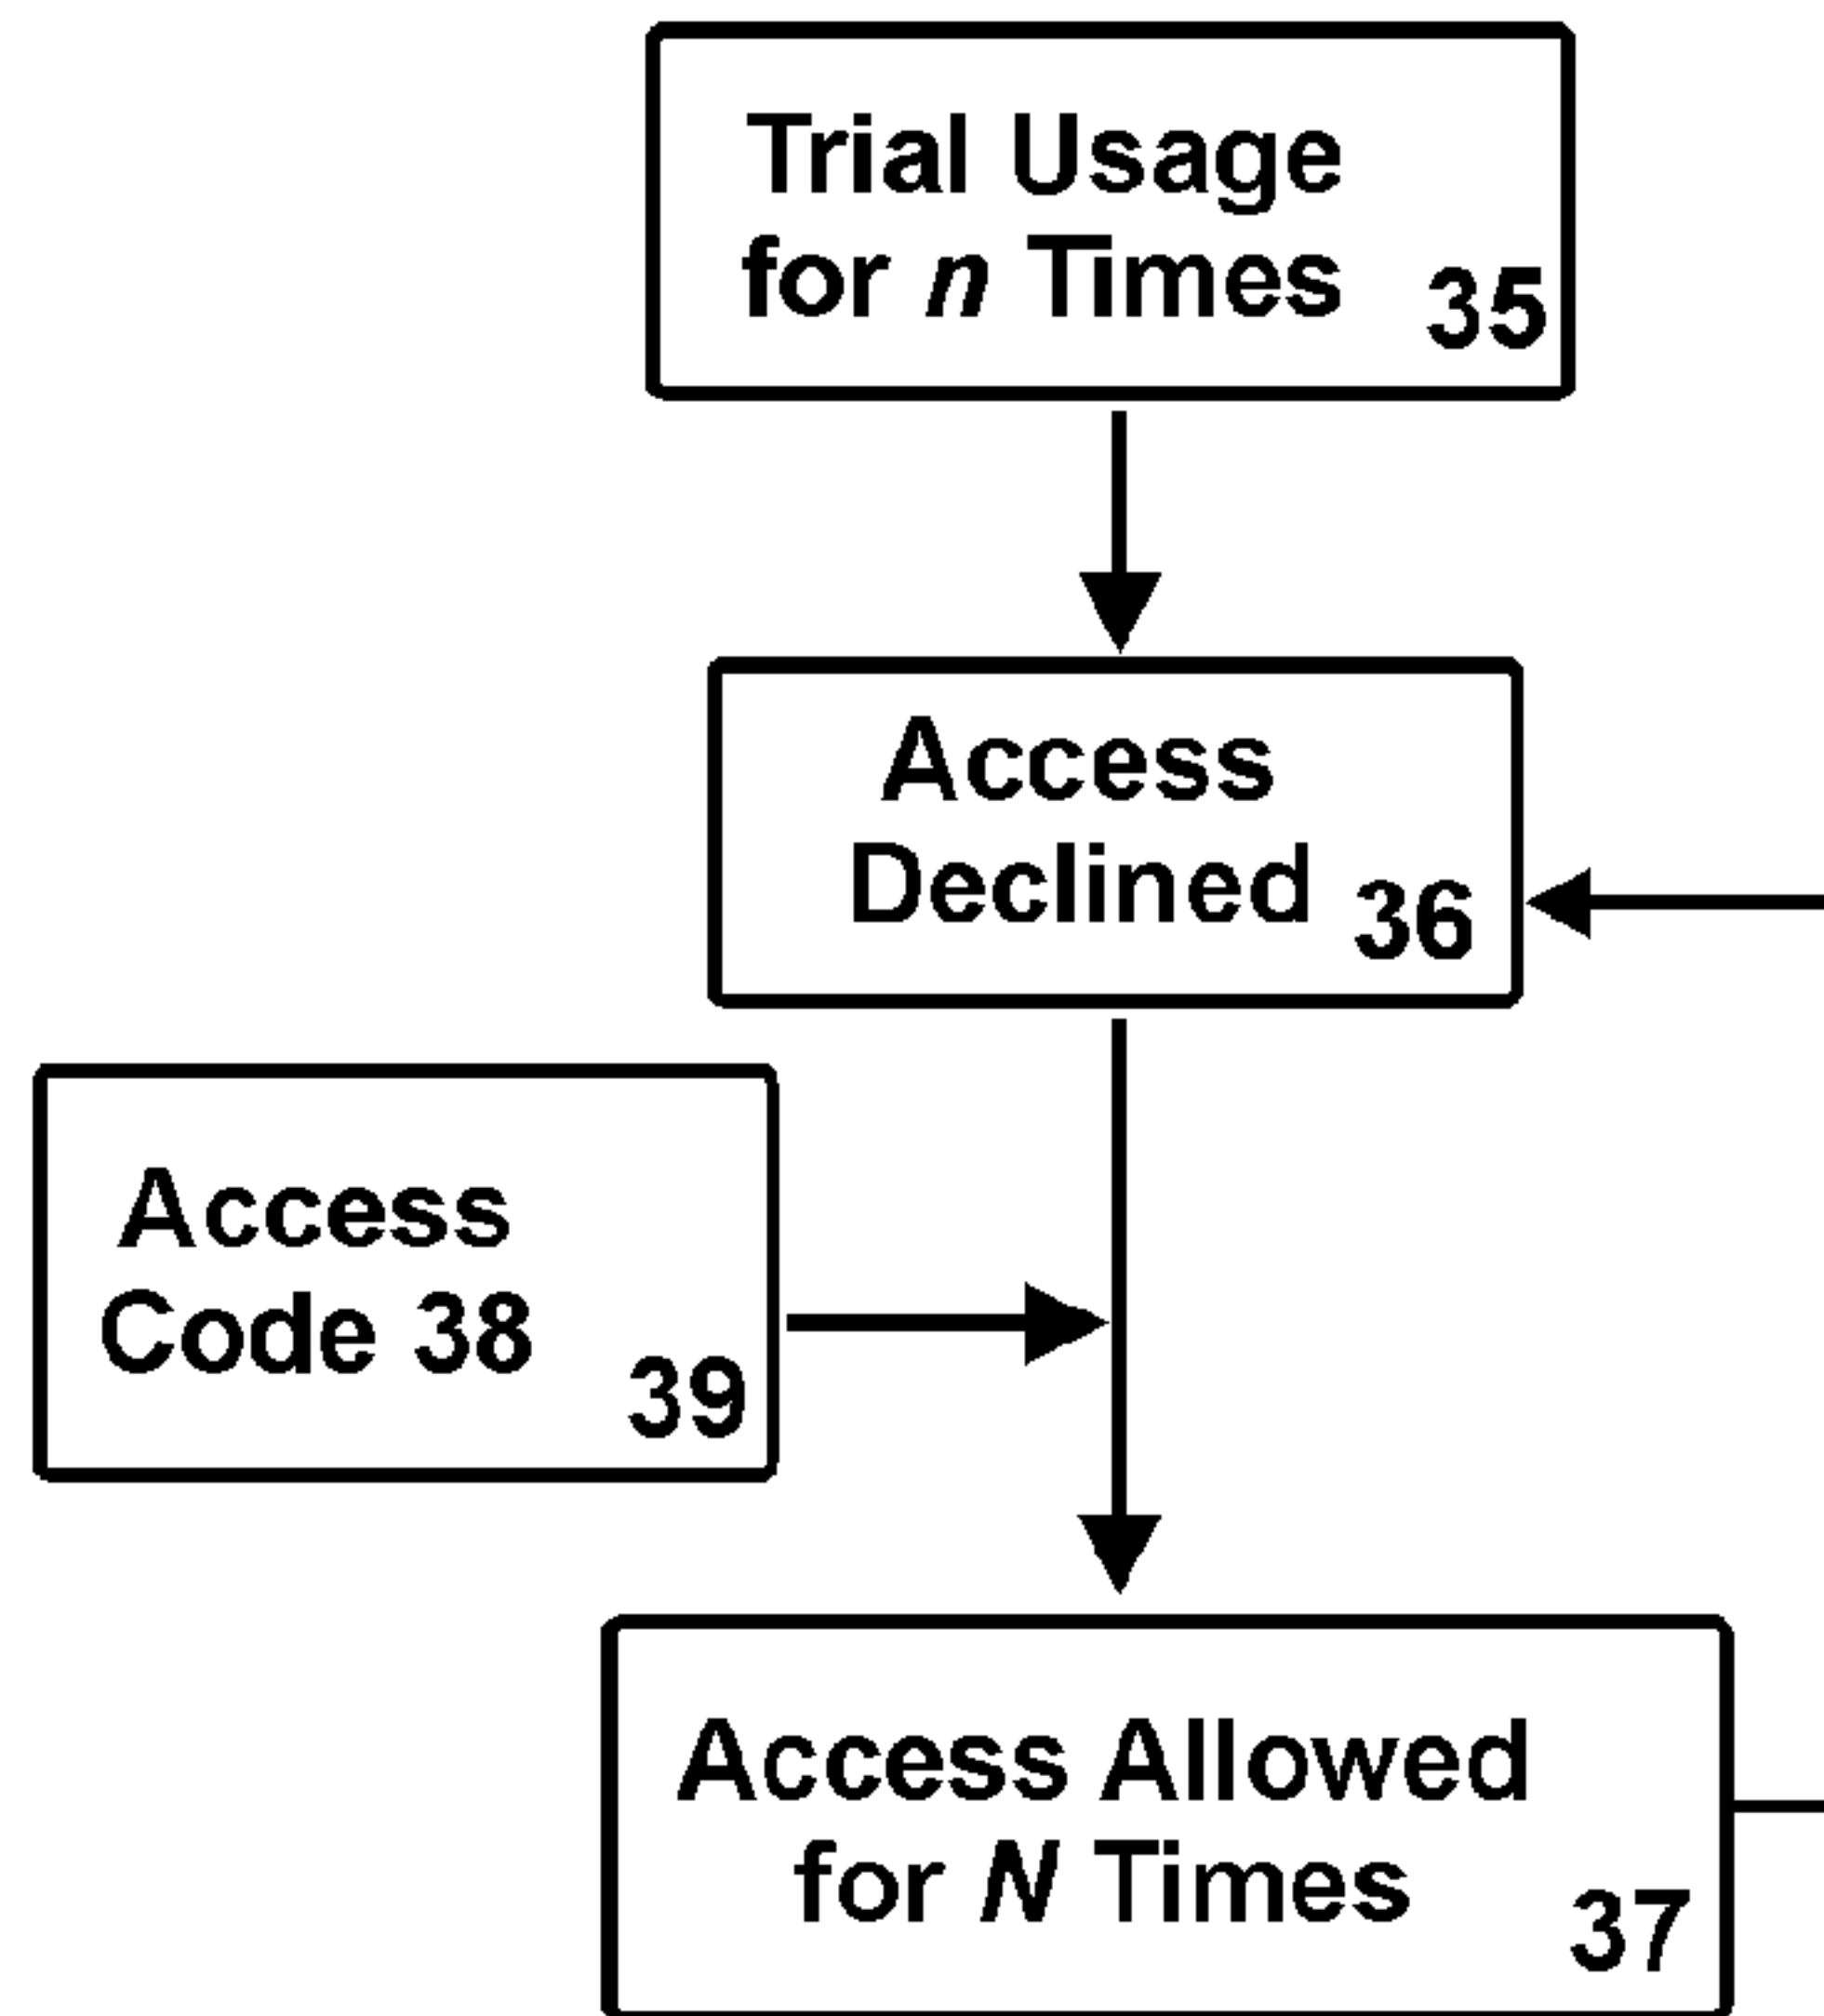 Trial Usage
for n Times 35
Access
Declined 36
Access
Code 38
39
Access Allowed
for N Times
37